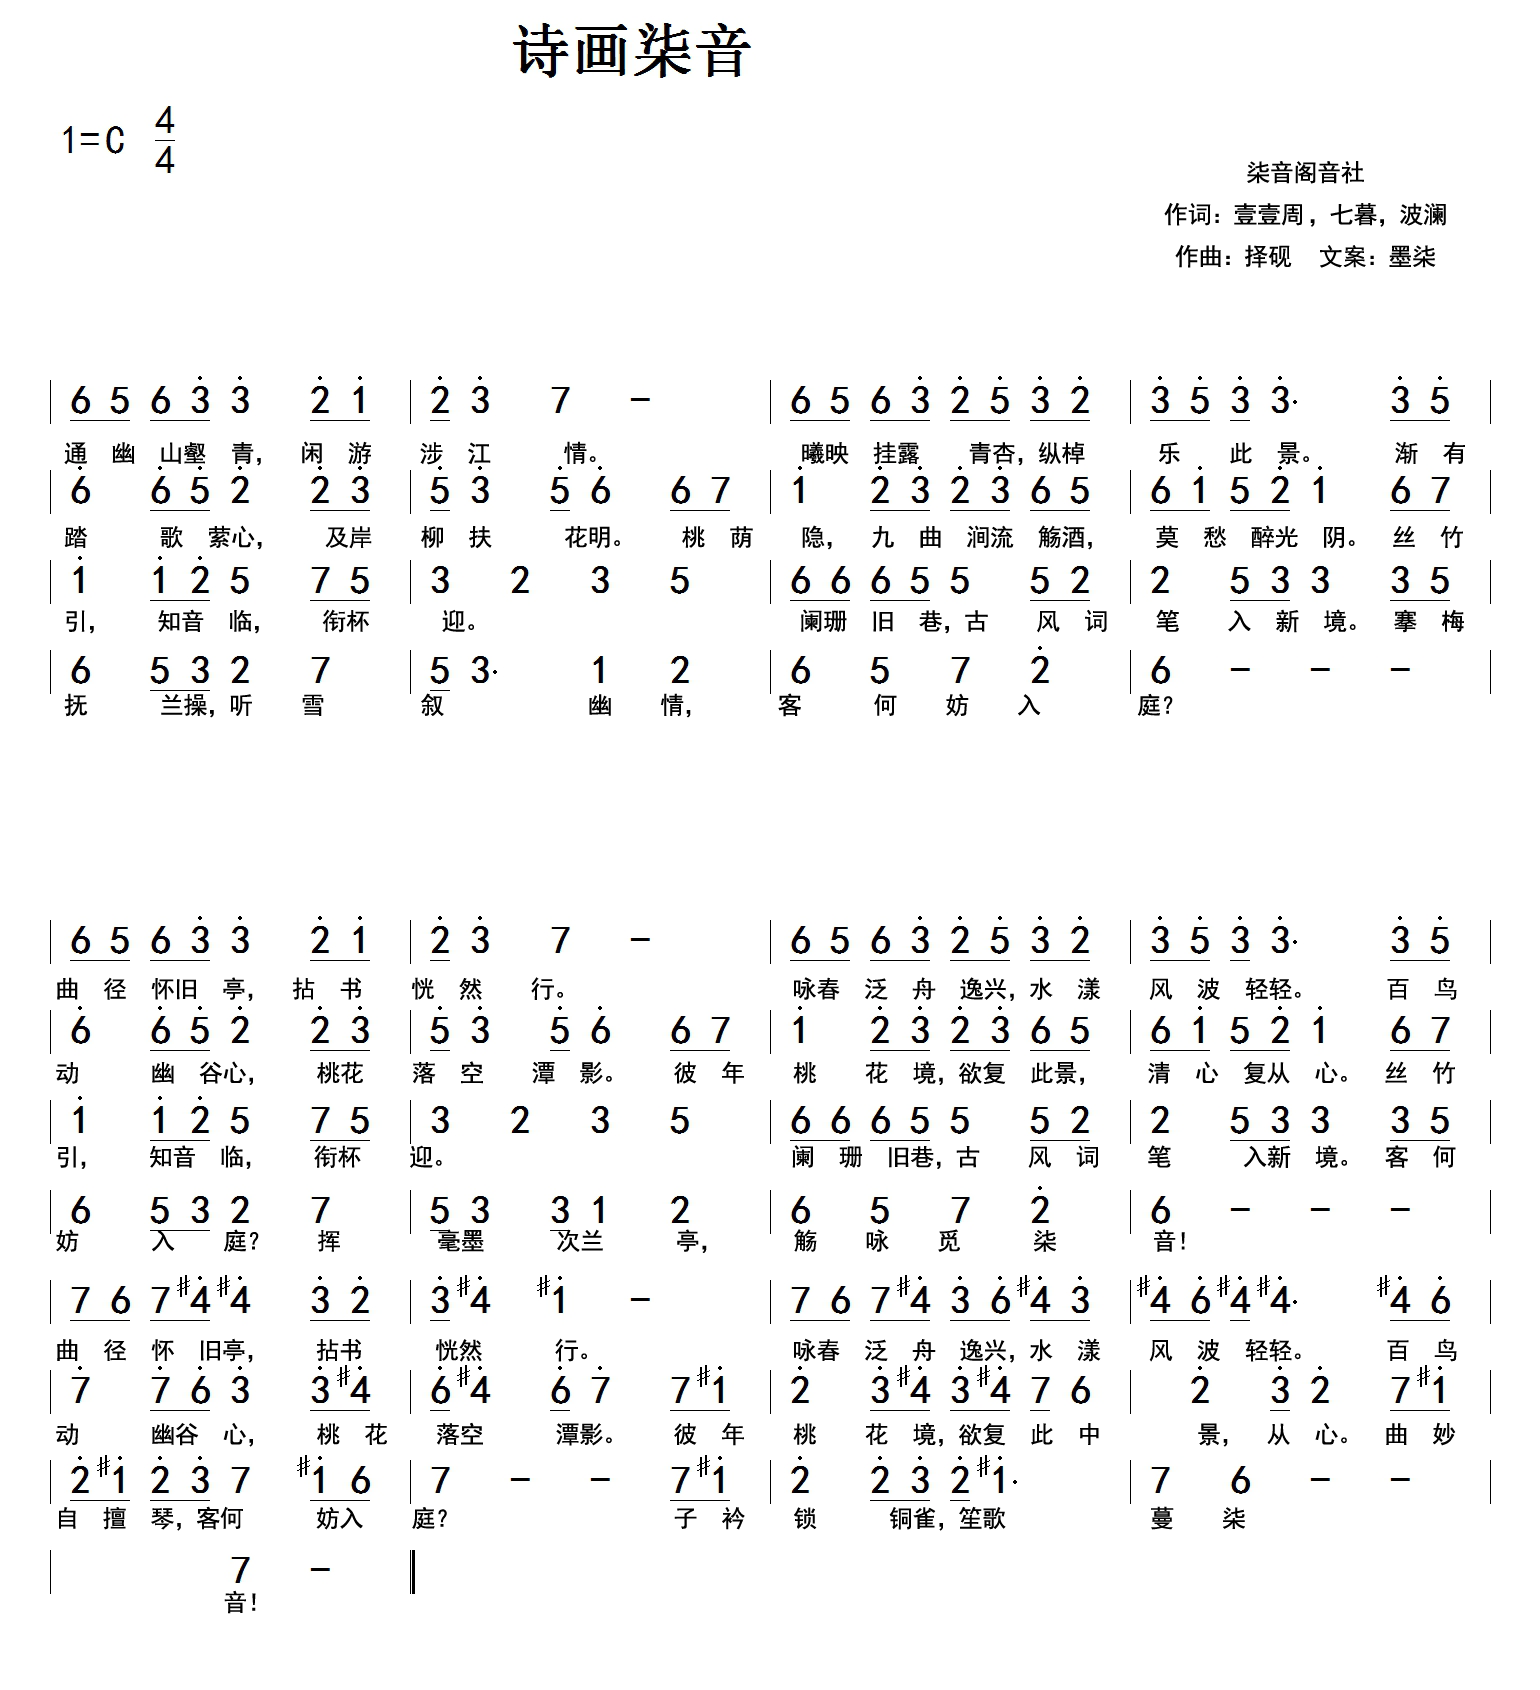 诗画柒音
1=C 4/4
柒音阁音社
作词：壹壹周，七暮，波澜
作曲：择砚 文案：墨柒
| 6 5 6 3̇ 3̇ 2̇ 1̇ | 2̇ 3̇ 7 － | 6 5 6 3̇ 2̇ 5̇ 3̇ 2̇ | 3̇ 5̇ 3̇ 3̇· 3̇ 5̇ |
通幽山壑青，闲游涉江情。曦映挂露青杏，纵棹乐此景。渐有
| 6̇ 6̇ 5̇ 2̇ 2̇ 3̇ | 5̇ 3̇ 5̇ 6̇ 6 7 | 1̇ 2̇ 3̇ 2̇ 3̇ 6 5 | 6 1̇ 5 2̇ 1̇ 6 7 |
踏歌萦心，及岸柳扶花明。桃荫隐，九曲涧流觞酒，莫愁醉光阴。丝竹
| 1̇ 1̇ 2̇ 5 7 5 | 3 2 3 5 | 6 6 6 5 5 5 2 | 2 5 3 3 3 5 |
引，知音临，衔杯迎。阑珊旧巷，古风词笔入新境。搴梅
| 6 5 3 2 7 | 5 3· 1 2 | 6 5 7 2̇ | 6 － － － |
抚兰操，听雪叙幽情，客何妨入庭？
| 6 5 6 3̇ 3̇ 2̇ 1̇ | 2̇ 3̇ 7 － | 6 5 6 3̇ 2̇ 5̇ 3̇ 2̇ | 3̇ 5̇ 3̇ 3̇· 3̇ 5̇ |
曲径怀旧亭，拈书恍然行。咏春泛舟逸兴，水漾风波轻轻。百鸟
| 6̇ 6̇ 5̇ 2̇ 2̇ 3̇ | 5̇ 3̇ 5̇ 6̇ 6 7 | 1̇ 2̇ 3̇ 2̇ 3̇ 6 5 | 6 1̇ 5 2̇ 1̇ 6 7 |
动幽谷心，桃花落空潭影。彼年桃花境，欲复此景，清心复从心。丝竹
| 1̇ 1̇ 2̇ 5 7 5 | 3 2 3 5 | 6 6 6 5 5 5 2 | 2 5 3 3 3 5 |
引，知音临，衔杯迎。阑珊旧巷，古风词笔入新境。客何
| 6 5 3 2 7 | 5 3 3 1 2 | 6 5 7 2̇ | 6 － － － |
妨入庭？挥毫墨次兰亭，觞咏觅柒音！
| 7 6 7 #4̇ #4̇ 3̇ 2̇ | 3̇ #4̇ #1̇ － | 7 6 7 #4̇ 3̇ 6̇ #4̇ 3̇ | #4̇ 6̇ #4̇ #4̇· #4̇ 6̇ |
曲径怀旧亭，拈书恍然行。咏春泛舟逸兴，水漾风波轻轻。百鸟
| 7̇ 7̇ 6̇ 3̇ 3̇ #4̇ | 6̇ #4̇ 6̇ 7̇ 7 #1̇ | 2̇ 3̇ #4̇ 3̇ #4̇ 7 6 | 2̇ 3̇ 2̇ 7 #1̇ |
动幽谷心，桃花落空潭影。彼年桃花境，欲复此中景，从心。曲妙
| 2̇ #1̇ 2̇ 3̇ 7 #1̇ 6 | 7 － － 7 #1̇ | 2̇ 2̇ 3̇ 2̇ #1̇· | 7 6 － － |
自擅琴，客何妨入庭？子衿锁铜雀，笙歌蔓柒
| 7 － ‖
音！